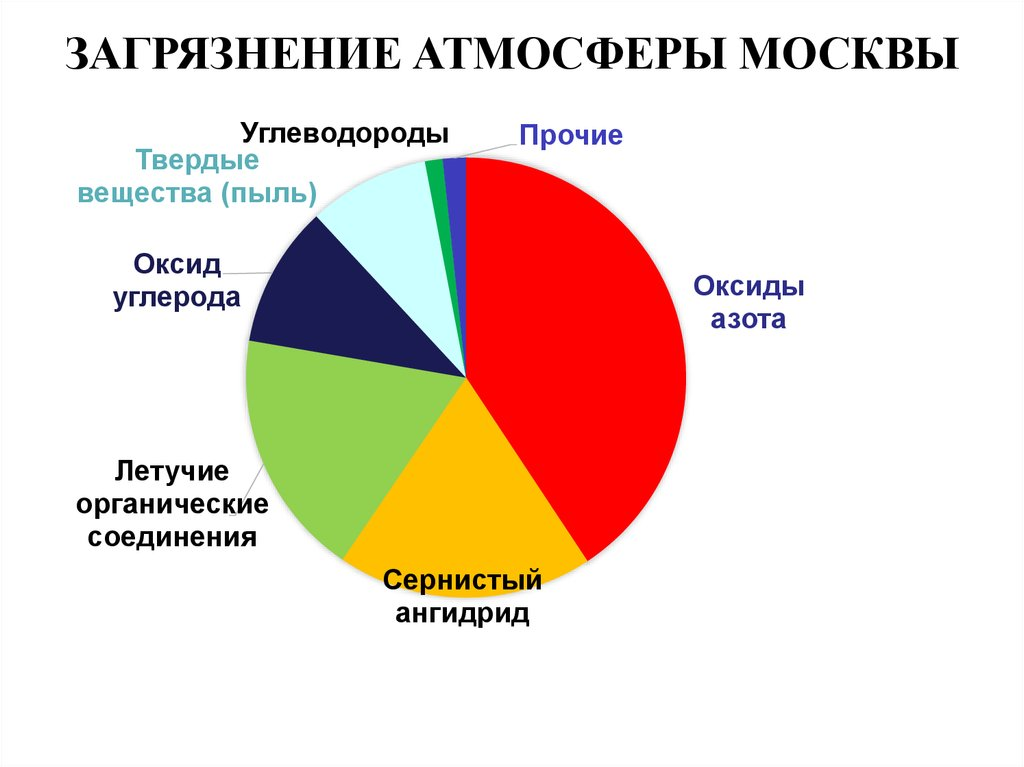 ЗАГРЯЗНЕНИЕ АТМОСФЕРЫ МОСКВЫ
Углеводороды
Прочие
Твердые
вещества (пыль)
Оксид
углерода
Оксиды
азота
Летучие
органические
соединения
Сернистый
ангидрид